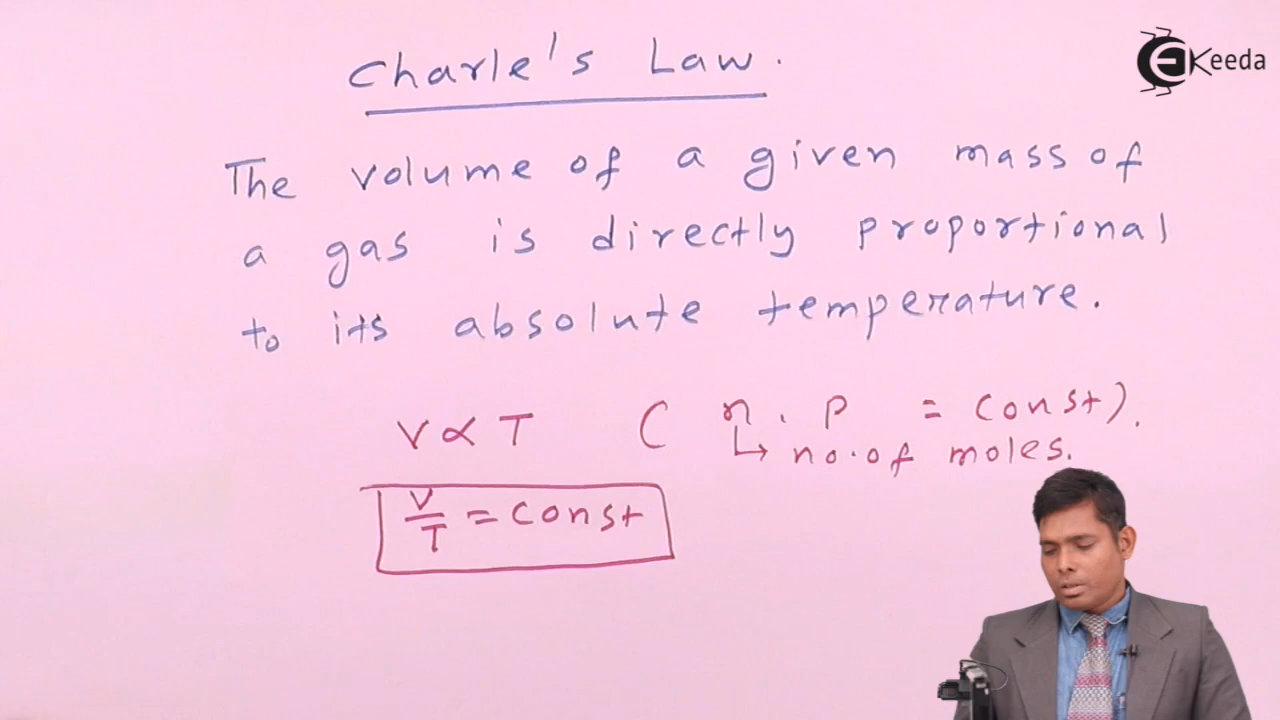 Charle's Law.
EKeeda
The volume of a given mass of
a gas is directly proportional
to its absolute temperature.
V ∝ T ( n . P = const).
↳ no. of moles.
V/T = const